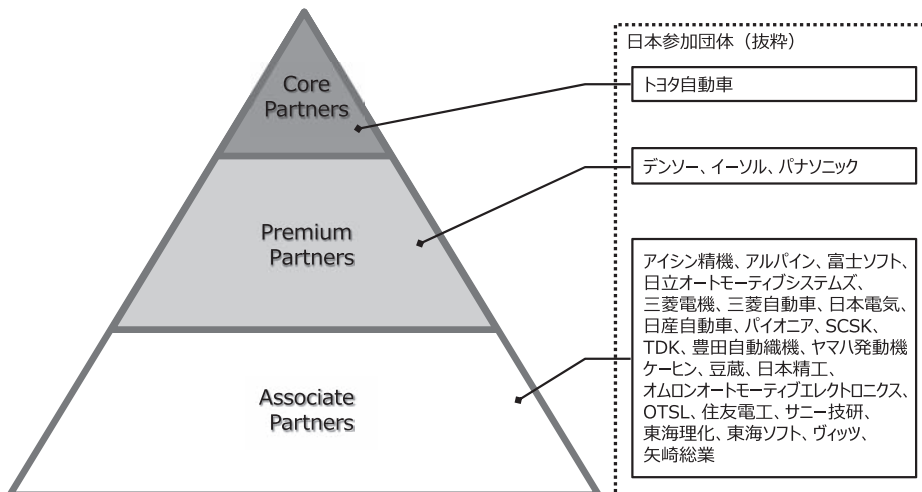 Core
Partners
Premium
Partners
Associate
Partners
日本参加団体（抜粋）
トヨタ自動車
デンソー、イーソル、パナソニック
アイシン精機、アルパイン、富士ソフト、
日立オートモーティブシステムズ、
三菱電機、三菱自動車、日本電気、
日産自動車、パイオニア、SCSK、
TDK、豊田自動織機、ヤマハ発動機
ケーヒン、豆蔵、日本精工、
オムロンオートモーティブエレクトロニクス、
OTSL、住友電工、サニー技研、
東海理化、東海ソフト、ヴィッツ、
矢崎総業